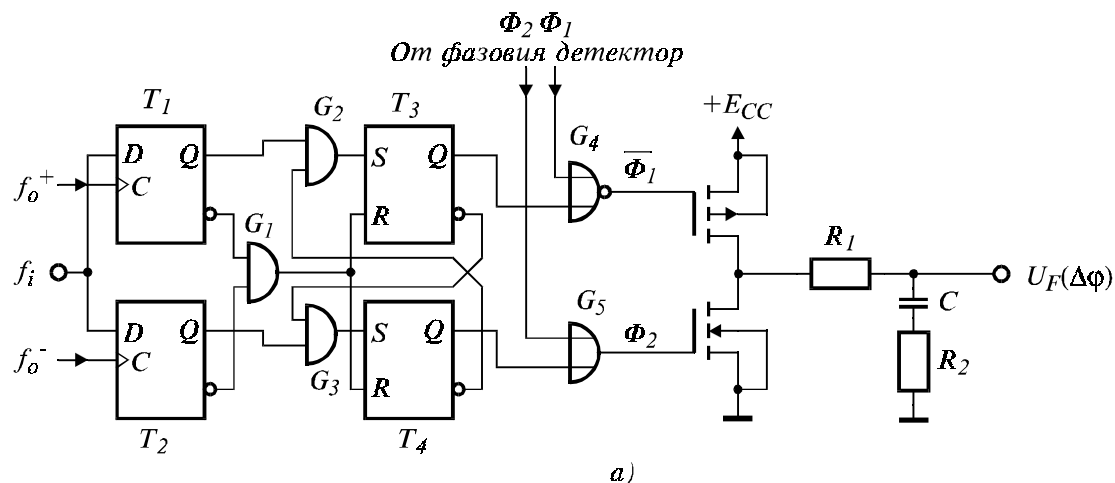 Φ2 Φ1
От фазовия детектор
T1
G2
T3
G4
+ECC
D Q
C
S Q
R
Φ1
fo+
G1
R1
fi
UF(Δφ)
D Q
C
S Q
R
G3
G5
Φ2
C
R2
fo-
T2
T4
a)